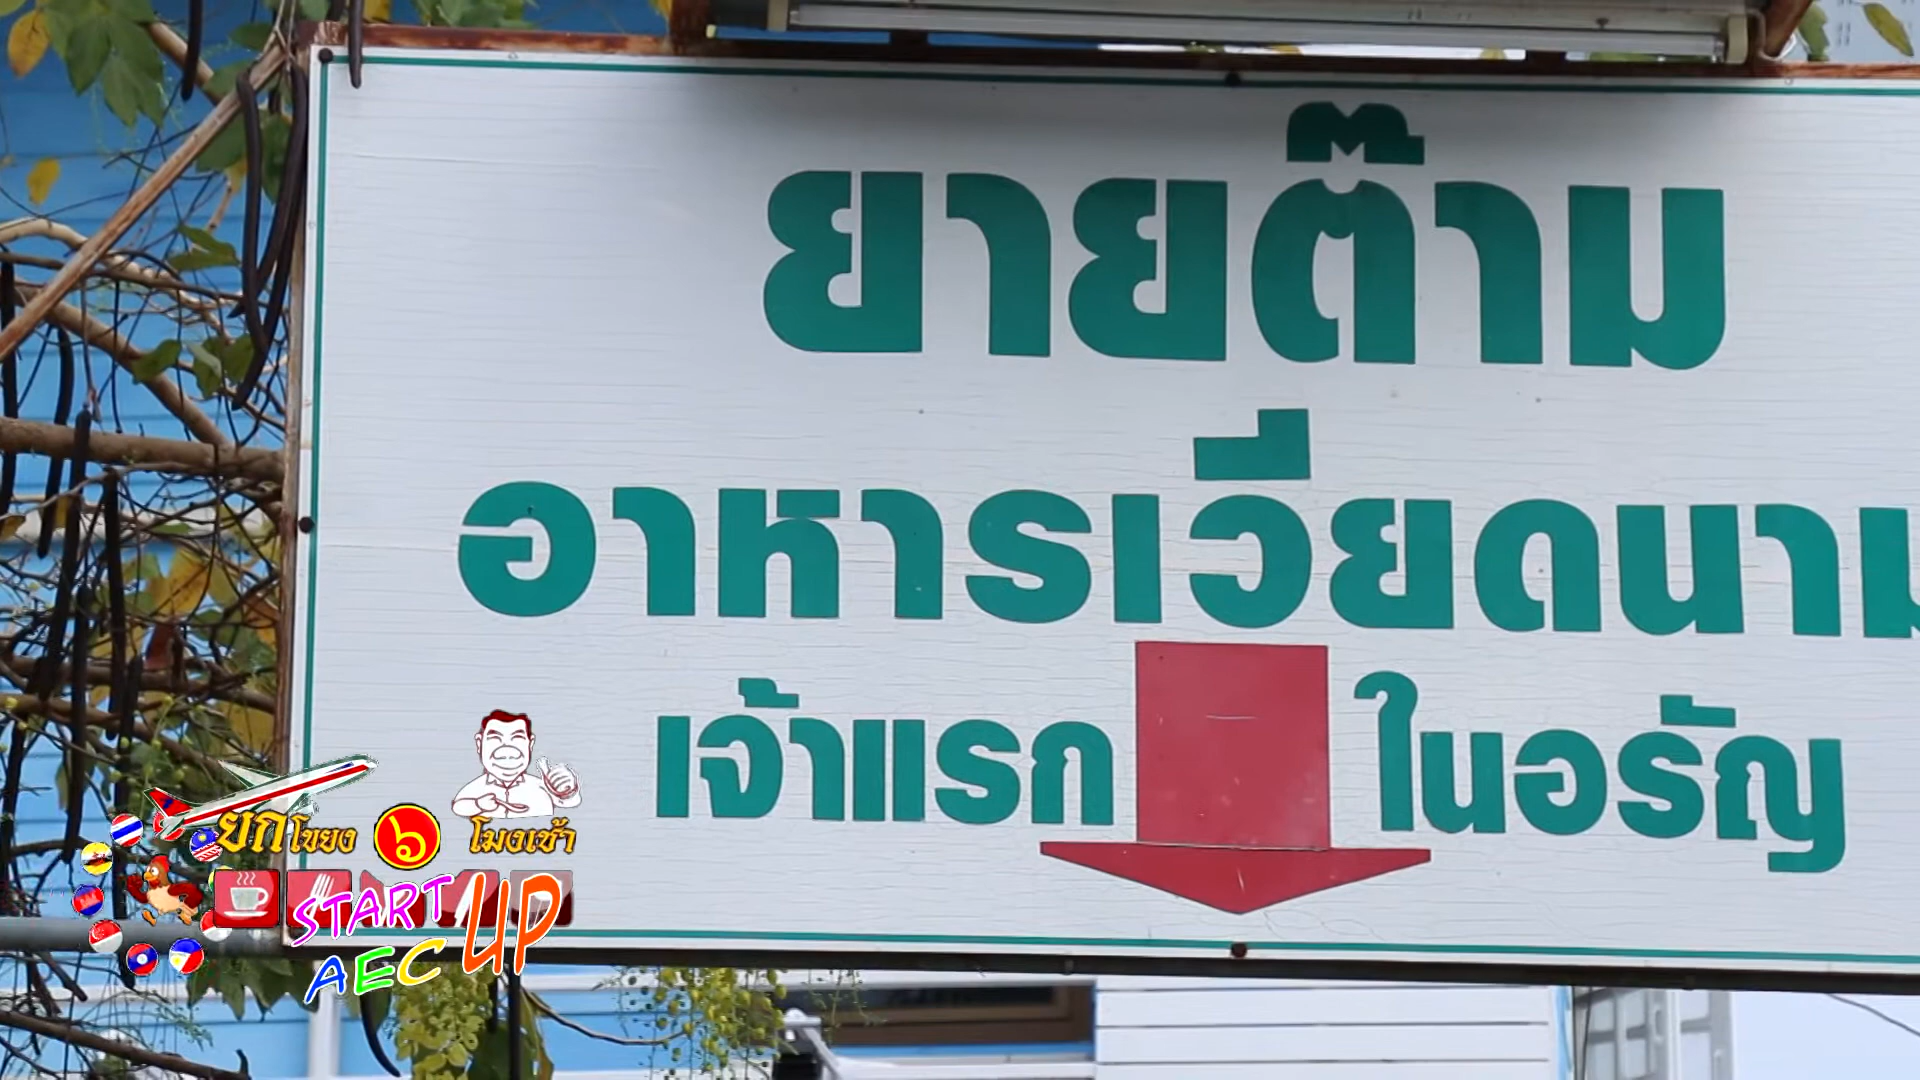 ยายต๊าม
อาหารเวียดนาม
เจ้าแรก ในอรัญ
ยกโขยง ๖ โมงเช้า
START UP
AEC